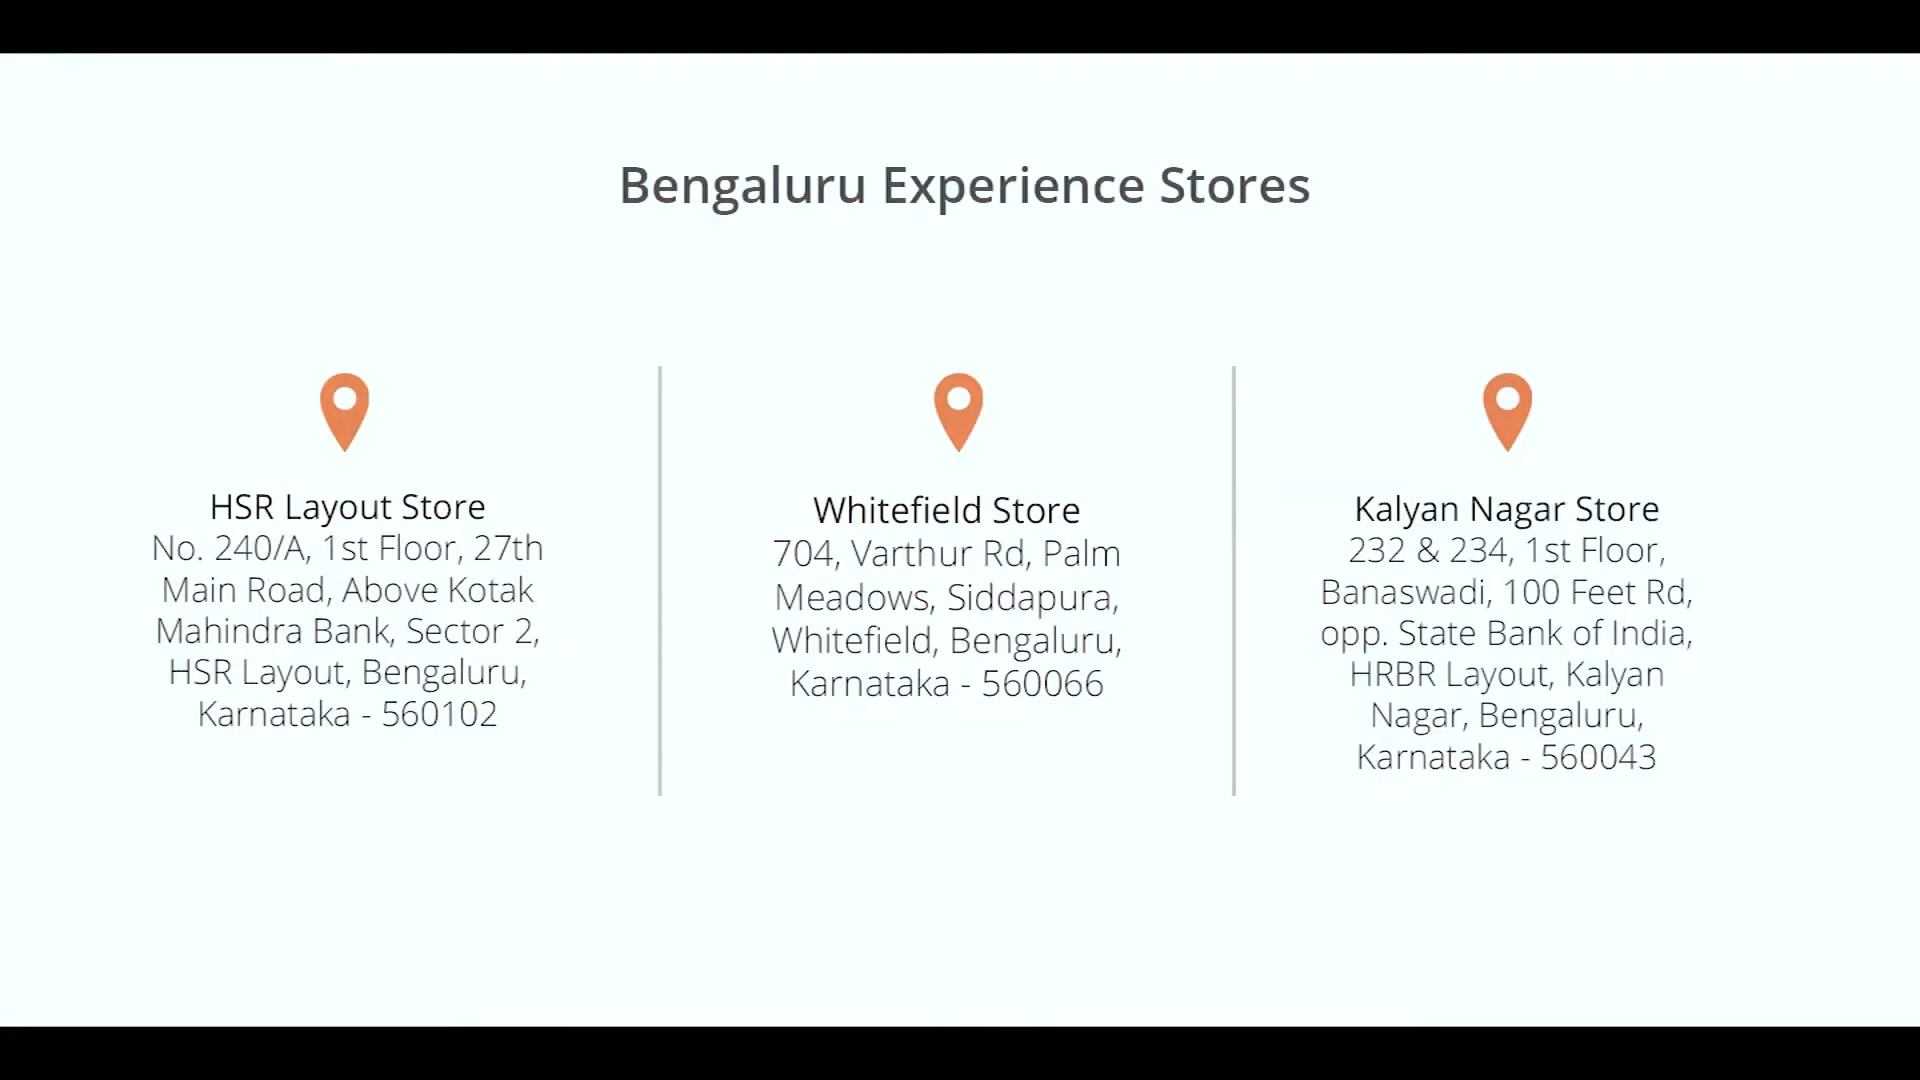 Bengaluru Experience Stores
HSR Layout Store
No. 240/A, 1st Floor, 27th
Main Road, Above Kotak
Mahindra Bank, Sector 2,
HSR Layout, Bengaluru,
Karnataka - 560102
Whitefield Store
704, Varthur Rd, Palm
Meadows, Siddapura,
Whitefield, Bengaluru,
Karnataka - 560066
Kalyan Nagar Store
232 & 234, 1st Floor,
Banaswadi, 100 Feet Rd,
opp. State Bank of India,
HRBR Layout, Kalyan
Nagar, Bengaluru,
Karnataka - 560043